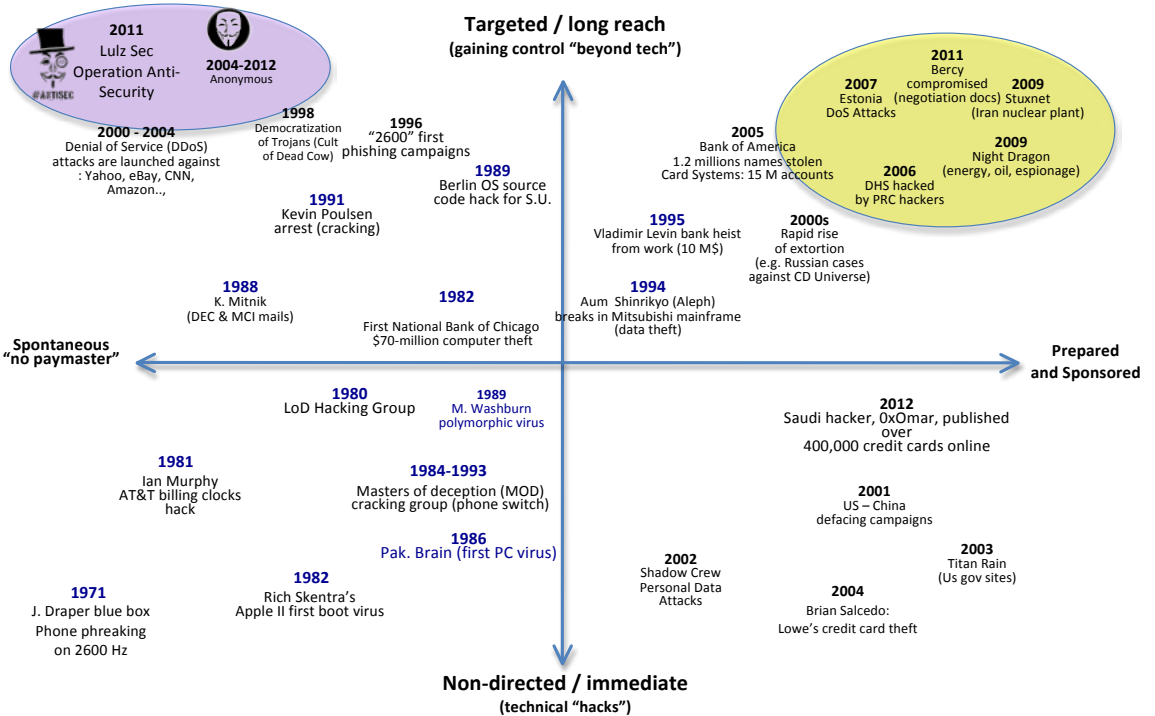 Targeted / long reach
(gaining control “beyond tech”)
2011
Lulz Sec
Operation Anti-
Security
#ANTISEC
2004-2012
Anonymous
2000 - 2004
Denial of Service (DDoS)
attacks are launched against
: Yahoo, eBay, CNN,
Amazon..,
1998
Democratization
of Trojans (Cult
of Dead Cow)
1996
“2600” first
phishing campaigns
1989
Berlin OS source
code hack for S.U.
1991
Kevin Poulsen
arrest (cracking)
1988
K. Mitnik
(DEC & MCI mails)
1982
First National Bank of Chicago
$70-million computer theft
2011
Bercy
compromised
(negotiation docs)
2007
Estonia
DoS Attacks
2009
Stuxnet
(Iran nuclear plant)
2009
Night Dragon
(energy, oil, espionage)
2006
DHS hacked
by PRC hackers
2005
Bank of America
1.2 millions names stolen
Card Systems: 15 M accounts
1995
Vladimir Levin bank heist
from work (10 M$)
2000s
Rapid rise
of extortion
(e.g. Russian cases
against CD Universe)
1994
Aum Shinrikyo (Aleph)
breaks in Mitsubishi mainframe
(data theft)
Spontaneous
“no paymaster”
Prepared
and Sponsored
1980
LoD Hacking Group
1989
M. Washburn
polymorphic virus
1981
Ian Murphy
AT&T billing clocks
hack
1984-1993
Masters of deception (MOD)
cracking group (phone switch)
1986
Pak. Brain (first PC virus)
1982
Rich Skentra’s
Apple II first boot virus
1971
J. Draper blue box
Phone phreaking
on 2600 Hz
2012
Saudi hacker, 0xOmar, published
over
400,000 credit cards online
2001
US – China
defacing campaigns
2003
Titan Rain
(Us gov sites)
2002
Shadow Crew
Personal Data
Attacks
2004
Brian Salcedo:
Lowe’s credit card theft
Non-directed / immediate
(technical “hacks”)